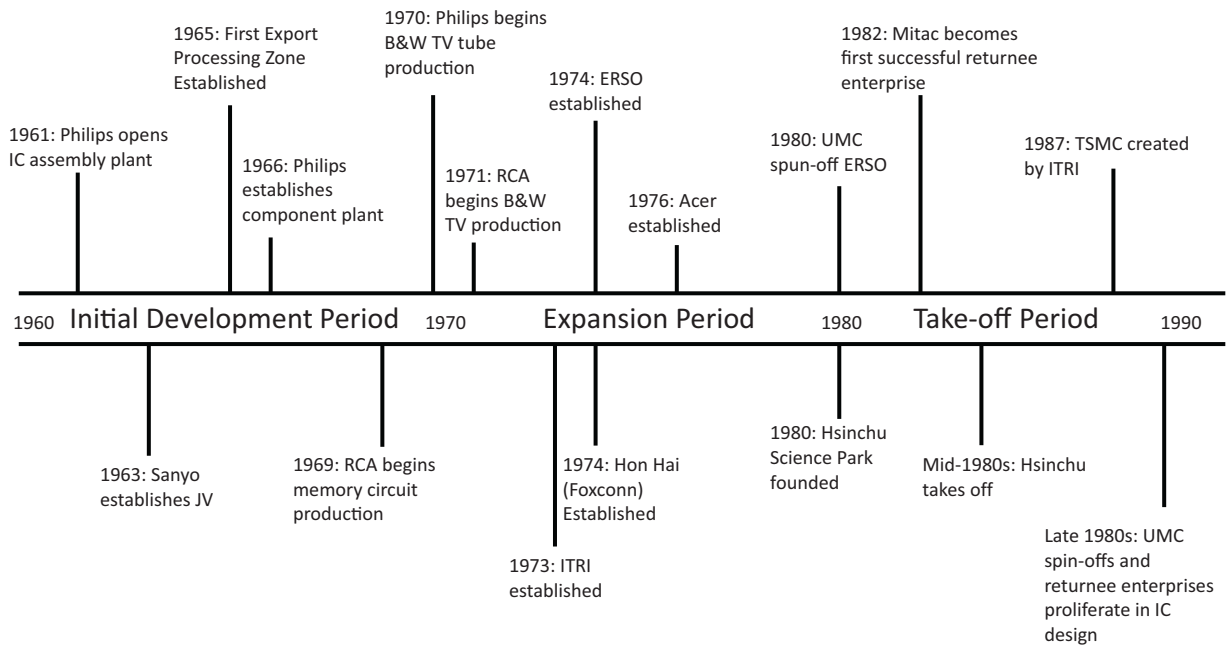 1965: First Export
Processing Zone
Established
1970: Philips begins
B&W TV tube
production
1982: Mitac becomes
first successful returnee
enterprise
1974: ERSO
established
1961: Philips opens
IC assembly plant
1980: UMC
spun-off ERSO
1987: TSMC created
by ITRI
1966: Philips
establishes
component plant
1971: RCA
begins B&W
TV production
1976: Acer
established
1960 Initial Development Period 1970 Expansion Period 1980 Take-off Period 1990
1963: Sanyo
establishes JV
1969: RCA begins
memory circuit
production
1974: Hon Hai
(Foxconn)
Established
1980: Hsinchu
Science Park
founded
Mid-1980s: Hsinchu
takes off
1973: ITRI
established
Late 1980s: UMC
spin-offs and
returnee enterprises
proliferate in IC
design